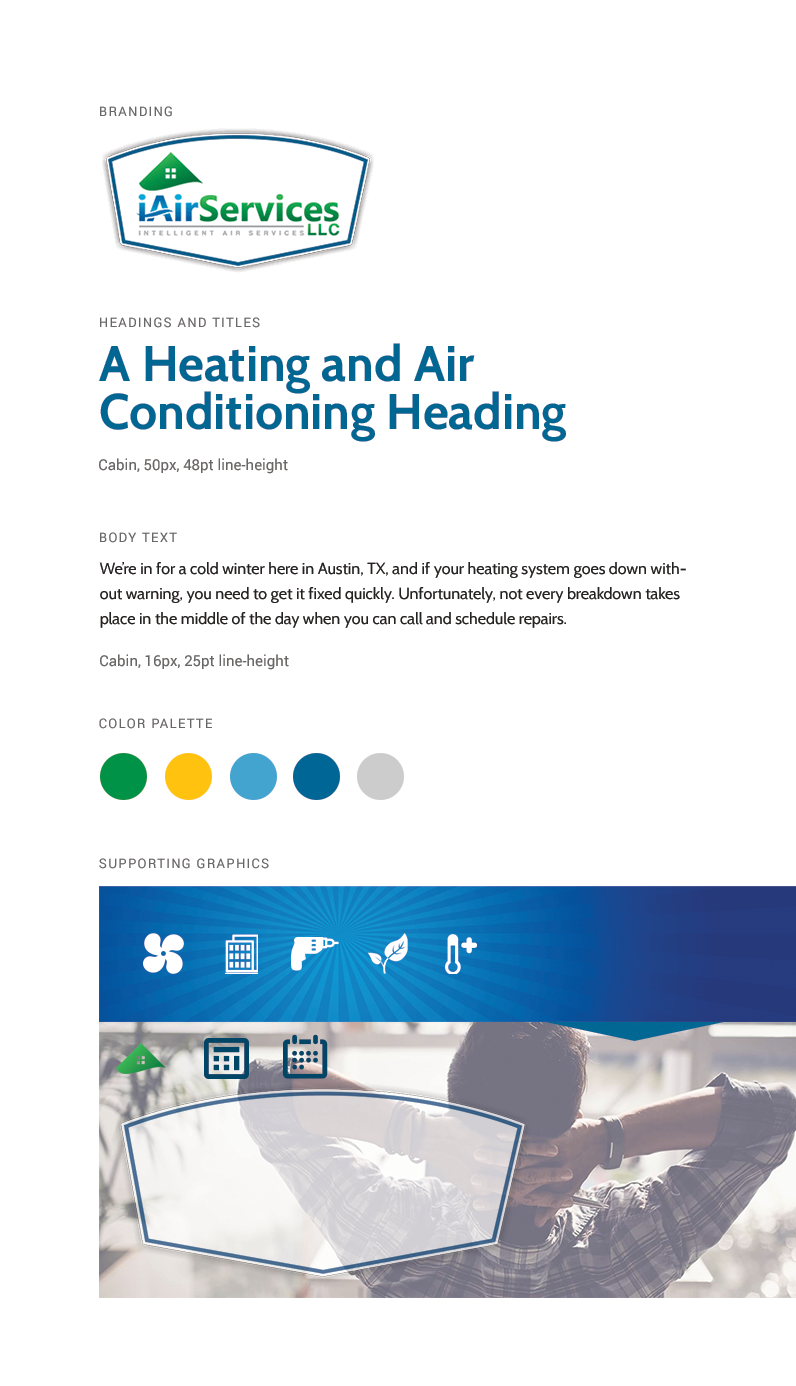 BRANDING
iAirServices
INTELLIGENT AIR SERVICES LLC
HEADINGS AND TITLES
A Heating and Air
Conditioning Heading
Cabin, 50px, 48pt line-height
BODY TEXT
We're in for a cold winter here in Austin, TX, and if your heating system goes down with-
out warning, you need to get it fixed quickly. Unfortunately, not every breakdown takes
place in the middle of the day when you can call and schedule repairs.
Cabin, 16px, 25pt line-height
COLOR PALETTE
SUPPORTING GRAPHICS